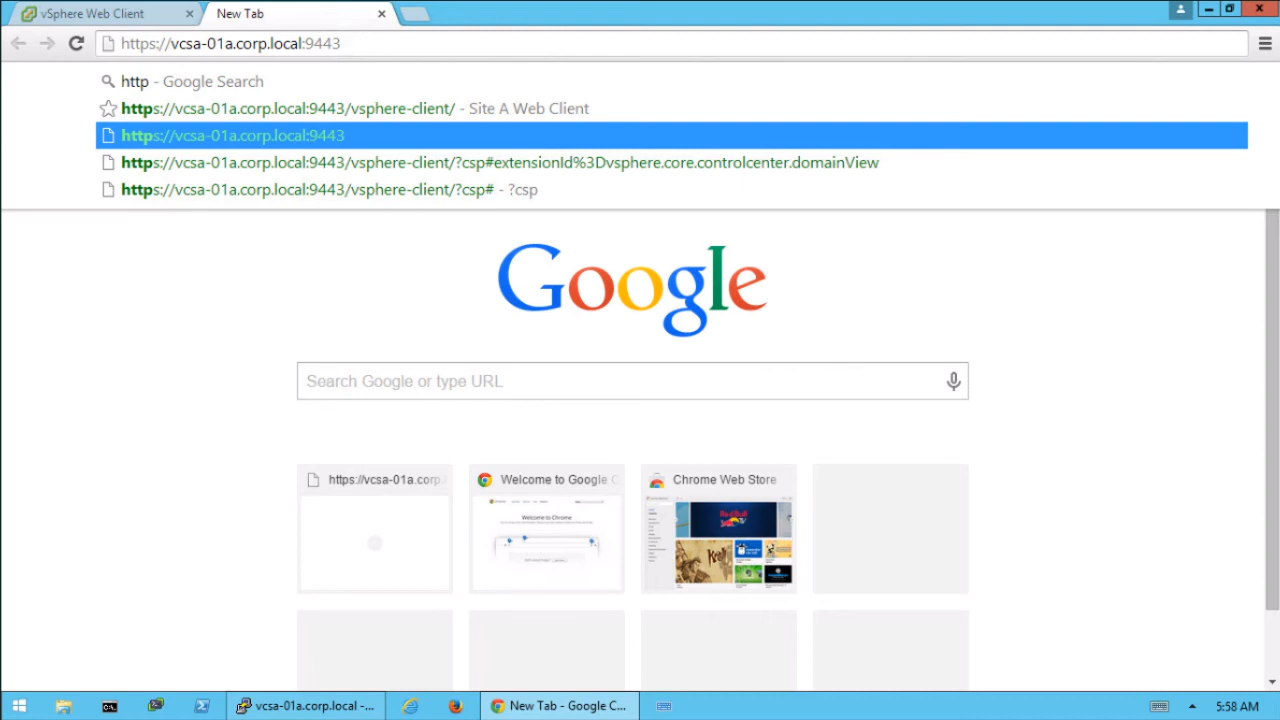 vSphere Web Client
New Tab
https://vcsa-01a.corp.local:9443
http - Google Search
https://vcsa-01a.corp.local:9443/vsphere-client/ - Site A Web Client
https://vcsa-01a.corp.local:9443
https://vcsa-01a.corp.local:9443/vsphere-client/?csp#extensionId%3Dvsphere.core.controlcenter.domainView
https://vcsa-01a.corp.local:9443/vsphere-client/?csp# - ?csp
Google
Search Google or type URL
https://vcsa-01a.corp.
Welcome to Google C
Chrome Web Store
Welcome to Chrome
vcsa-01a.corp.local -...
New Tab - Google C...
5:58 AM